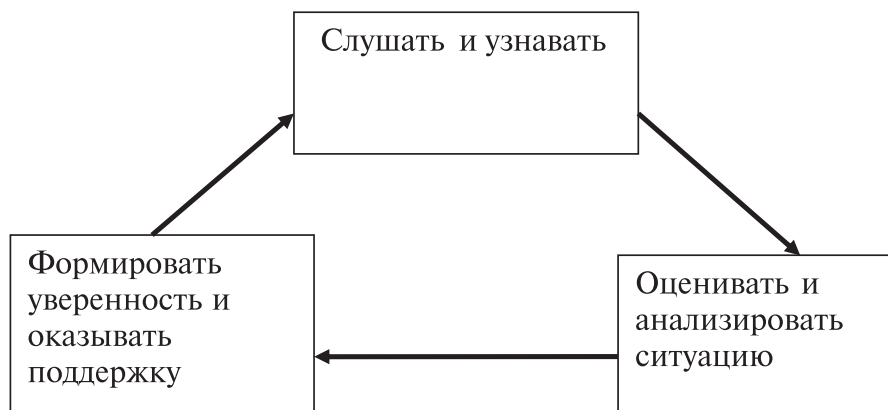 Слушать и узнавать
Формировать
уверенность и
оказывать
поддержку
Оценивать и
анализировать
ситуацию